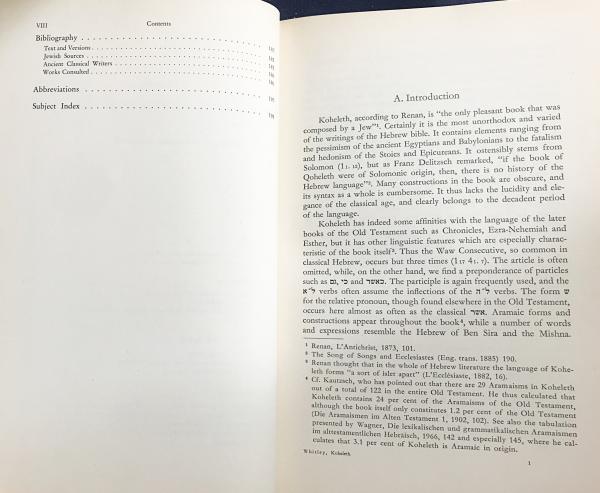 VIII Contents
Bibliography
Text and Versions
Jewish Sources
Ancient Classical Writers
Works Consulted
Abbreviations
Subject Index
A. Introduction
Koheleth, according to Renan, is “the only pleasant book that was
composed by a Jew”¹. Certainly it is the most unorthodox and varied
of the writings of the Hebrew bible. It contains elements ranging from
the pessimism of the ancient Egyptians and Babylonians to the fatalism
and hedonism of the Stoics and Epicureans. It ostensibly stems from
Solomon (I 1. 12), but as Franz Delitzsch remarked, “if the book of
Qoheleth were of Solomonic origin, then, there is no history of the
Hebrew language”². Many constructions in the book are obscure, and
its syntax as a whole is cumbersome. It thus lacks the lucidity and ele-
gance of the classical age, and clearly belongs to the decadent period
of the language.
Koheleth has indeed some affinities with the language of the later
books of the Old Testament such as Chronicles, Ezra-Nehemiah and
Esther, but it has other linguistic features which are especially charac-
teristic of the book itself³. Thus the Waw Consecutive, so common in
classical Hebrew, occurs but three times (I 17 4 1. 7). The article is often
omitted, while, on the other hand, we find a preponderance of particles
such as כי, גם and כאשר. The participle is again frequently used, and the
ל״א verbs often assume the inflections of the ל״ה verbs. The form ש
for the relative pronoun, though found elsewhere in the Old Testament,
occurs here almost as often as the classical אשר. Aramaic forms and
constructions appear throughout the book⁴, while a number of words
and expressions resemble the Hebrew of Ben Sira and the Mishna.
¹ Renan, L'Antichrist, 1873, 101.
² The Song of Songs and Ecclesiastes (Eng. trans. 1885) 190.
³ Renan thought that in the whole of Hebrew literature the language of Kohe-
leth forms “a sort of islet apart” (L'Ecclésiaste, 1882, 16).
⁴ Cf. Kautzsch, who has pointed out that there are 29 Aramaisms in Koheleth
out of a total of 122 in the entire Old Testament. He thus calculated that
Koheleth contains 24 per cent of the Aramaisms of the Old Testament,
although the book itself only constitutes 1.2 per cent of the Old Testament
(Die Aramaismen im Alten Testament 1, 1902, 102). See also the tabulation
presented by Wagner, Die lexikalischen und grammatikalischen Aramaismen
im alttestamentlichen Hebräisch, 1966, 142 and especially 145, where he cal-
culates that 3.1 per cent of Koheleth is Aramaic in origin.
Whitley, Koheleth
1